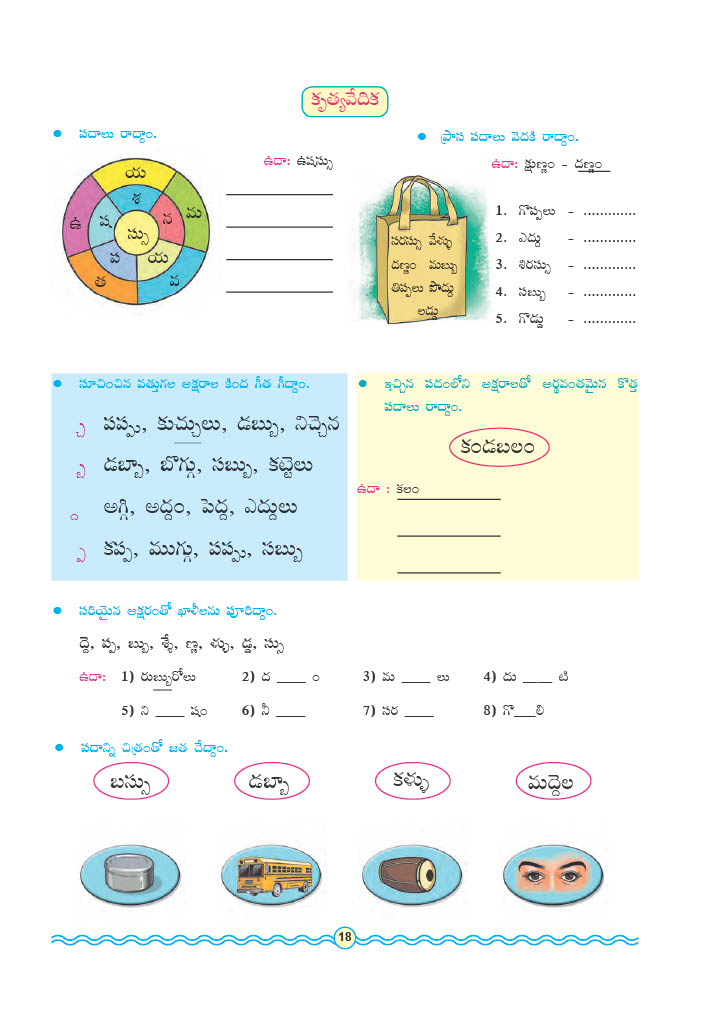 కృత్యవేదిక
● పదాలు రాద్దాం.
ఉదా: ఉషస్సు
య
శ
ఉ ష స మ
స్సు
ప య
త వ
● ప్రాస పదాలు వెదకి రాద్దాం.
ఉదా: క్షుణ్ణం – దణ్ణం
సరస్సు వేళ్ళు
దణ్ణం మబ్బు
తిప్పలు పొద్దు
లడ్డు
1. గొప్పలు – .............
2. ఎద్దు – .............
3. శిరస్సు – .............
4. సబ్బు – .............
5. గొడ్డు – .............
● సూచించిన వత్తుగల అక్షరాల కింద గీత గీద్దాం.
్చ పప్పు, కుచ్చులు, డబ్బు, నిచ్చెన
్బ డబ్బా, బొగ్గు, సబ్బు, కట్టెలు
్ద అగ్గి, అద్దం, పెద్ద, ఎద్దులు
్ప కప్ప, ముగ్గు, పప్పు, సబ్బు
● ఇచ్చిన పదంలోని అక్షరాలతో అర్థవంతమైన కొత్త
పదాలు రాద్దాం.
కండబలం
ఉదా : కలం
● సరియైన అక్షరంతో ఖాళీలను పూరిద్దాం.
ద్దె, ప్ప, బ్బు, శ్శే, ణ్ణ, ళ్ళు, డ్డ, స్సు
ఉదా: 1) రుబ్బురోలు 2) ద ____ ం 3) మ ____ లు 4) దు ____ టి
5) ని ____ షం 6) నీ ____ 7) సర ____ 8) గొ___లి
● పదాన్ని చిత్రంతో జత చేద్దాం.
బస్సు డబ్బా కళ్ళు మద్దెల
18